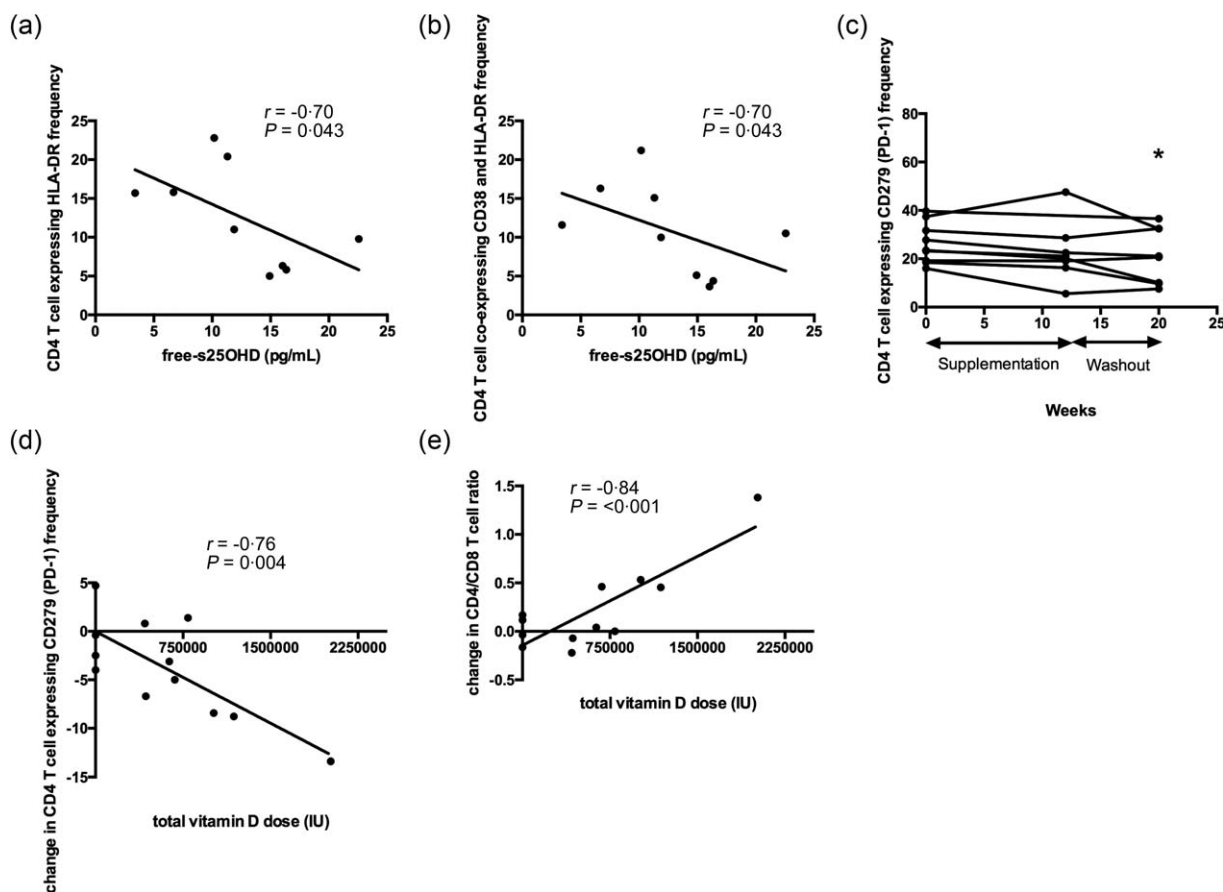 (a)
CD4 T cell expressing HLA-DR frequency
r = -0·70
P = 0·043
25
20
15
10
5
0
0 5 10 15 20 25
free-s25OHD (pg/mL)
(b)
CD4 T cell co-expressing CD38 and HLA-DR frequency
r = -0·70
P = 0·043
25
20
15
10
5
0
0 5 10 15 20 25
free-s25OHD (pg/mL)
(c)
CD4 T cell expressing CD279 (PD-1) frequency
80
60
40
20
0
*
0 5 10 15 20 25
Supplementation Washout
Weeks
(d)
change in CD4 T cell expressing CD279 (PD-1) frequency
r = -0·76
P = 0·004
5
0
-5
-10
-15
750000 1500000 2250000
total vitamin D dose (IU)
(e)
change in CD4/CD8 T cell ratio
r = -0·84
P = <0·001
1.5
1.0
0.5
0.0
-0.5
750000 1500000 2250000
total vitamin D dose (IU)